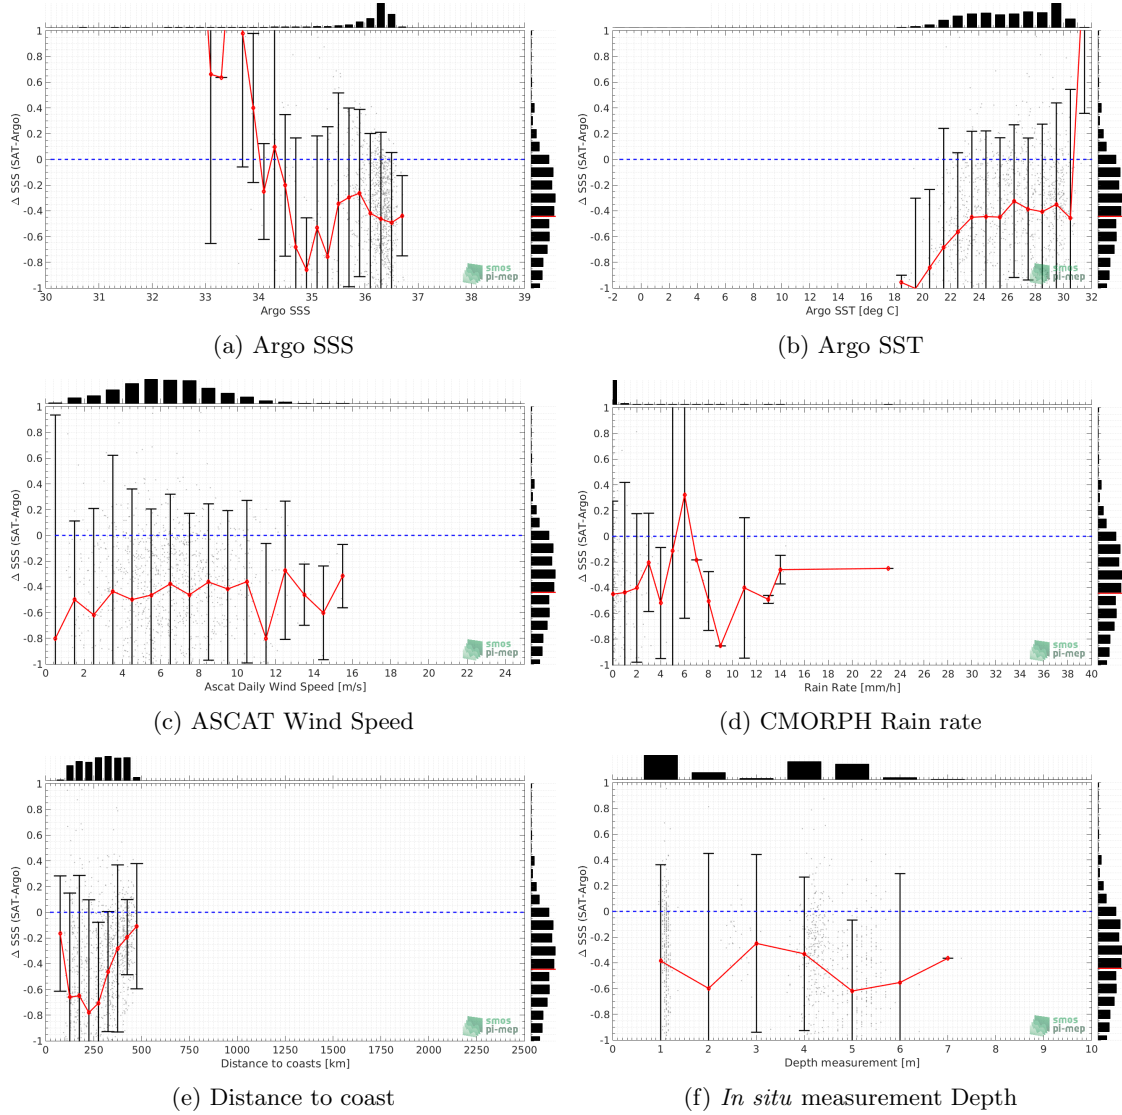 1
0.8
0.6
0.4
0.2
0
-0.2
-0.4
-0.6
-0.8
-1
Δ SSS (SAT-Argo)
30 31 32 33 34 35 36 37 38 39
Argo SSS
smos
pi-mep
(a) Argo SSS
1
0.8
0.6
0.4
0.2
0
-0.2
-0.4
-0.6
-0.8
-1
Δ SSS (SAT-Argo)
-2 0 2 4 6 8 10 12 14 16 18 20 22 24 26 28 30 32
Argo SST [deg C]
smos
pi-mep
(b) Argo SST
1
0.8
0.6
0.4
0.2
0
-0.2
-0.4
-0.6
-0.8
-1
Δ SSS (SAT-Argo)
0 2 4 6 8 10 12 14 16 18 20 22 24
Ascat Daily Wind Speed [m/s]
smos
pi-mep
(c) ASCAT Wind Speed
1
0.8
0.6
0.4
0.2
0
-0.2
-0.4
-0.6
-0.8
-1
Δ SSS (SAT-Argo)
0 2 4 6 8 10 12 14 16 18 20 22 24 26 28 30 32 34 36 38 40
Rain Rate [mm/h]
smos
pi-mep
(d) CMORPH Rain rate
1
0.8
0.6
0.4
0.2
0
-0.2
-0.4
-0.6
-0.8
-1
Δ SSS (SAT-Argo)
0 250 500 750 1000 1250 1500 1750 2000 2250 2500
Distance to coasts [km]
smos
pi-mep
(e) Distance to coast
1
0.8
0.6
0.4
0.2
0
-0.2
-0.4
-0.6
-0.8
-1
Δ SSS (SAT-Argo)
0 1 2 3 4 5 6 7 8 9 10
Depth measurement [m]
smos
pi-mep
(f) In situ measurement Depth